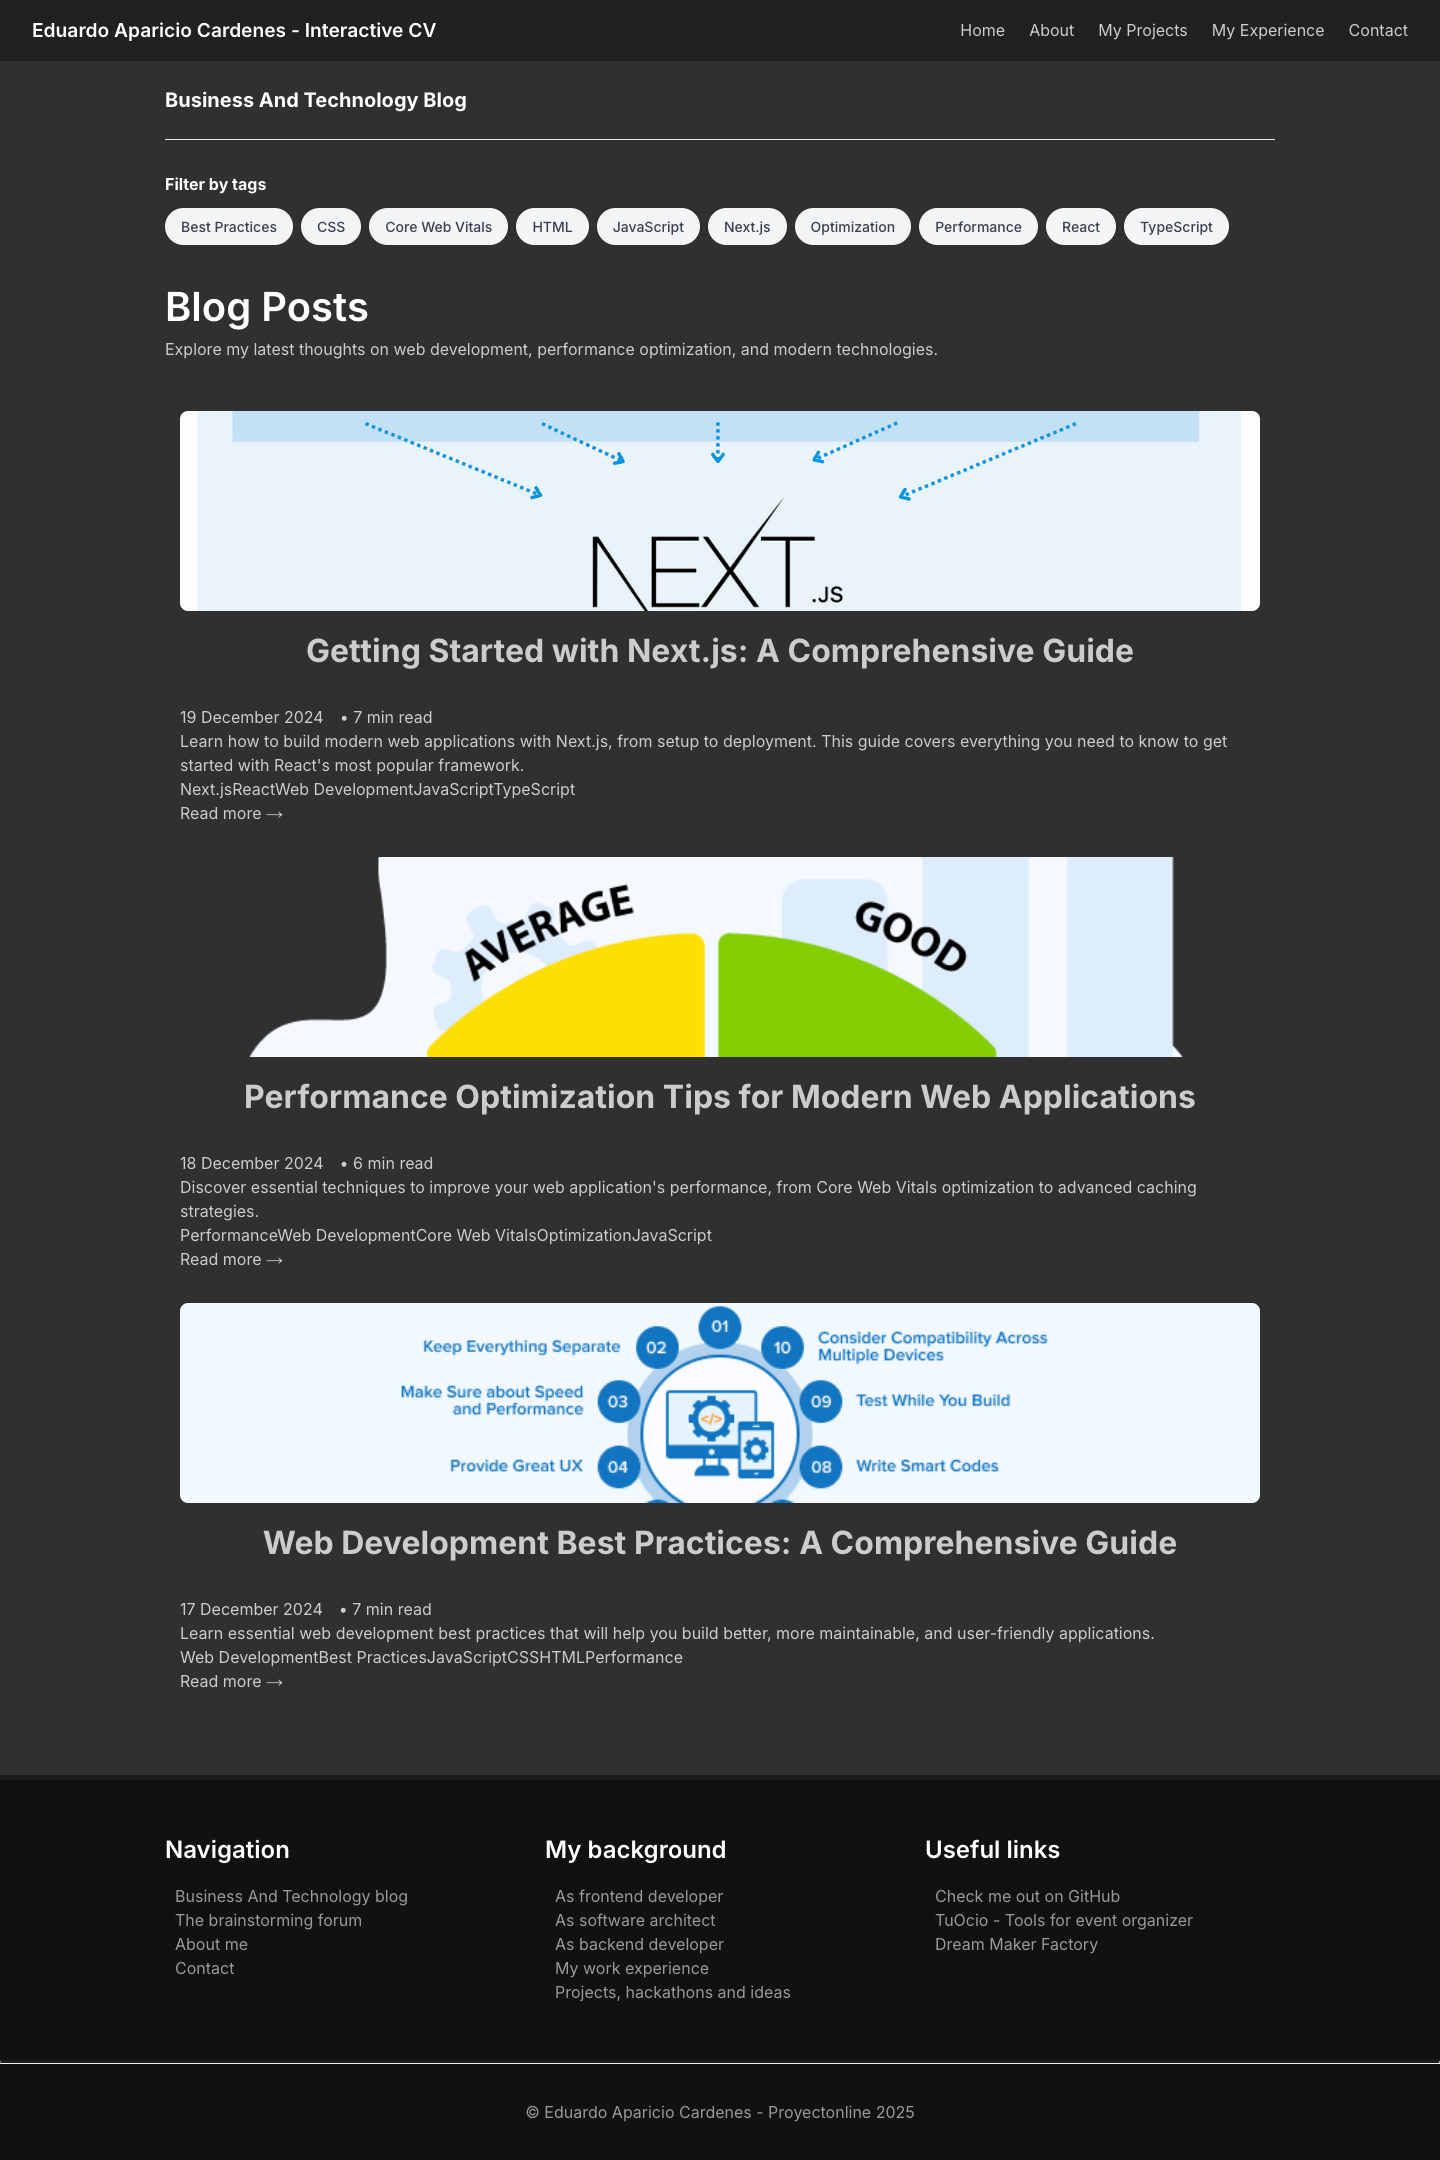 Eduardo Aparicio Cardenes - Interactive CV
Home
About
My Projects
My Experience
Contact
Business And Technology Blog
Filter by tags
Best Practices
CSS
Core Web Vitals
HTML
JavaScript
Next.js
Optimization
Performance
React
TypeScript
Blog Posts
Explore my latest thoughts on web development, performance optimization, and modern technologies.
NEXT.JS
Getting Started with Next.js: A Comprehensive Guide
19 December 2024 • 7 min read
Learn how to build modern web applications with Next.js, from setup to deployment. This guide covers everything you need to know to get
started with React's most popular framework.
Next.jsReactWeb DevelopmentJavaScriptTypeScript
Read more →
AVERAGE
GOOD
Performance Optimization Tips for Modern Web Applications
18 December 2024 • 6 min read
Discover essential techniques to improve your web application's performance, from Core Web Vitals optimization to advanced caching
strategies.
PerformanceWeb DevelopmentCore Web VitalsOptimizationJavaScript
Read more →
01
Keep Everything Separate
02
10
Consider Compatibility Across
Multiple Devices
Make Sure about Speed
and Performance
03
</>
09
Test While You Build
Provide Great UX
04
08
Write Smart Codes
Web Development Best Practices: A Comprehensive Guide
17 December 2024 • 7 min read
Learn essential web development best practices that will help you build better, more maintainable, and user-friendly applications.
Web DevelopmentBest PracticesJavaScriptCSSHTMLPerformance
Read more →
Navigation
Business And Technology blog
The brainstorming forum
About me
Contact
My background
As frontend developer
As software architect
As backend developer
My work experience
Projects, hackathons and ideas
Useful links
Check me out on GitHub
TuOcio - Tools for event organizer
Dream Maker Factory
© Eduardo Aparicio Cardenes - Proyectonline 2025